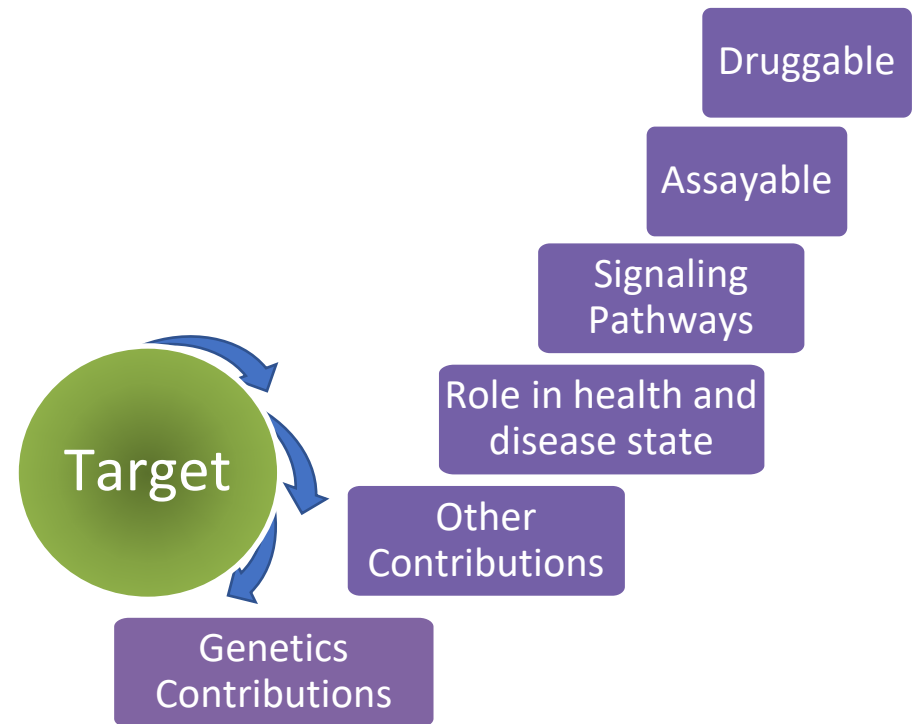 Druggable
Assayable
Signaling
Pathways
Role in health and
disease state
Target
Other
Contributions
Genetics
Contributions